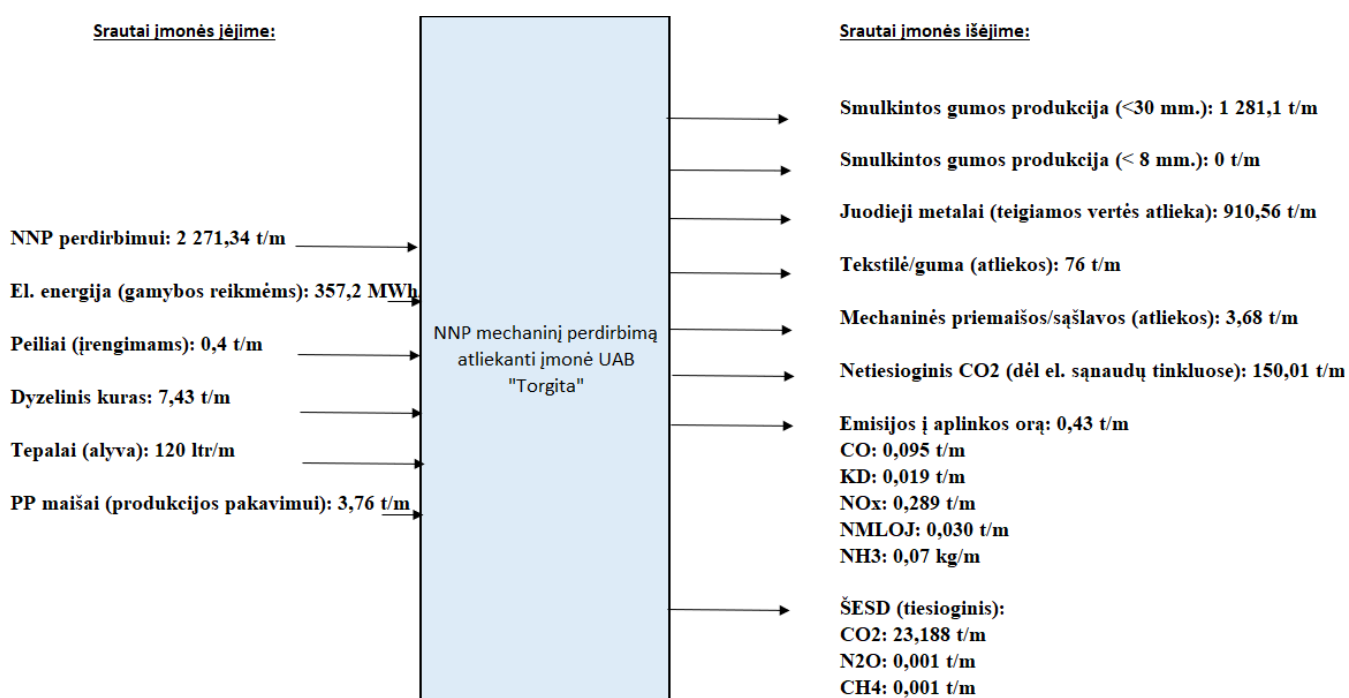 Srautai įmonės įėjime:
NNP perdirbimui: 2 271,34 t/m
El. energija (gamybos reikmėms): 357,2 MWh
Peiliai (įrengimams): 0,4 t/m
Dyzelinis kuras: 7,43 t/m
Tepalai (alyva): 120 ltr/m
PP maišai (produkcijos pakavimui): 3,76 t/m
NNP mechaninį perdirbimą
atliekanti įmonė UAB
"Torgita"
Srautai įmonės išėjime:
Smulkintos gumos produkcija (<30 mm.): 1 281,1 t/m
Smulkintos gumos produkcija (< 8 mm.): 0 t/m
Juodieji metalai (teigiamos vertės atlieka): 910,56 t/m
Tekstilė/guma (atliekos): 76 t/m
Mechaninės priemaišos/sąšlavos (atliekos): 3,68 t/m
Netiesioginis CO2 (dėl el. sąnaudų tinkluose): 150,01 t/m
Emisijos į aplinkos orą: 0,43 t/m
CO: 0,095 t/m
KD: 0,019 t/m
NOx: 0,289 t/m
NMLOJ: 0,030 t/m
NH3: 0,07 kg/m
ŠESD (tiesioginis):
CO2: 23,188 t/m
N2O: 0,001 t/m
CH4: 0,001 t/m